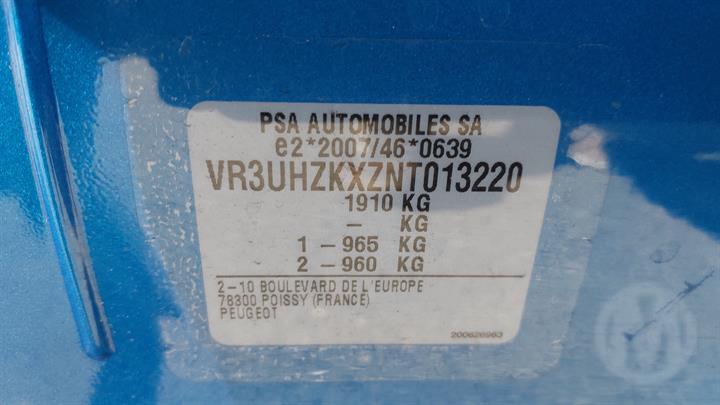 PSA AUTOMOBILES SA
e2*2007/46*0639
VR3UHZKXZNT013220
1910 KG
- KG
1 - 965 KG
2 - 960 KG
2-10 BOULEVARD DE L'EUROPE
78300 POISSY (FRANCE)
PEUGEOT
200626963